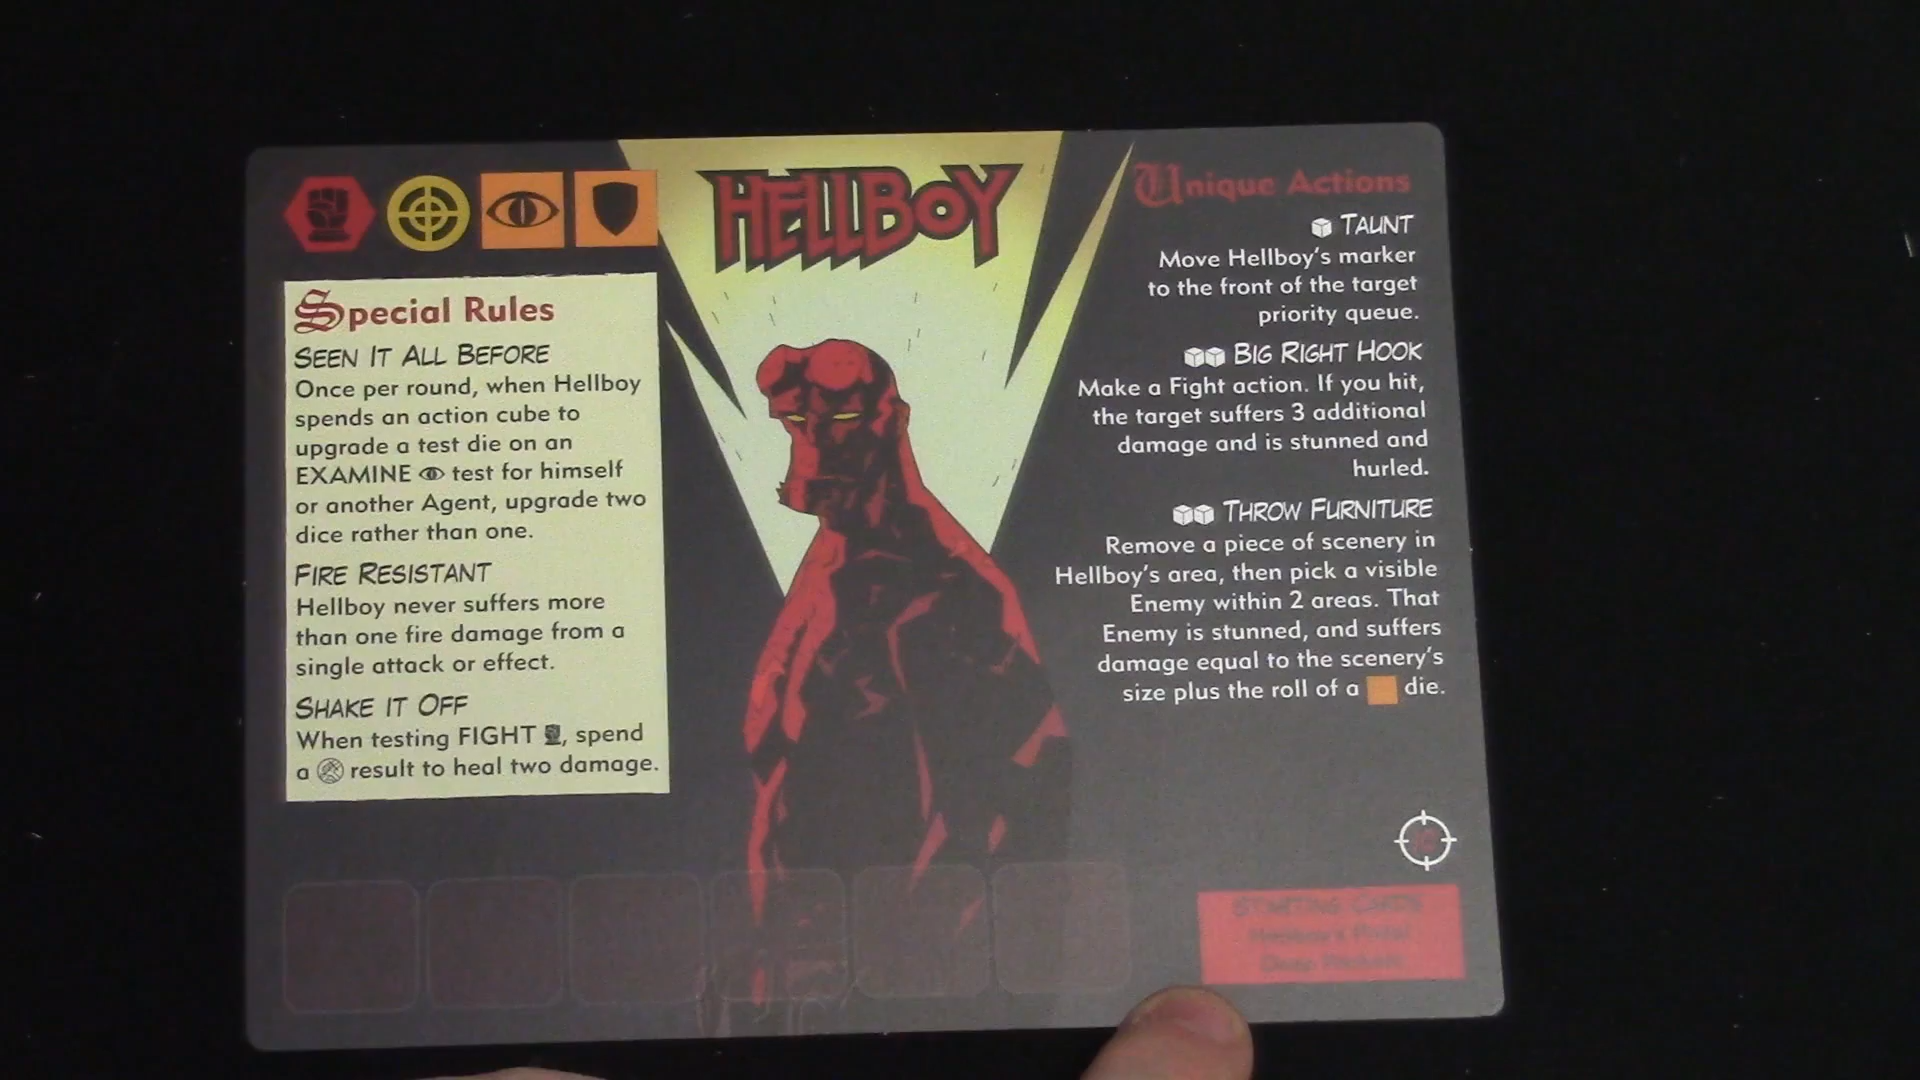 HELLBOY
Special Rules
SEEN IT ALL BEFORE
Once per round, when Hellboy
spends an action cube to
upgrade a test die on an
EXAMINE test for himself
or another Agent, upgrade two
dice rather than one.
FIRE RESISTANT
Hellboy never suffers more
than one fire damage from a
single attack or effect.
SHAKE IT OFF
When testing FIGHT , spend
a result to heal two damage.
Unique Actions
TAUNT
Move Hellboy's marker
to the front of the target
priority queue.
BIG RIGHT HOOK
Make a Fight action. If you hit,
the target suffers 3 additional
damage and is stunned and
hurled.
THROW FURNITURE
Remove a piece of scenery in
Hellboy's area, then pick a visible
Enemy within 2 areas. That
Enemy is stunned, and suffers
damage equal to the scenery's
size plus the roll of a die.
STARTING CARDS